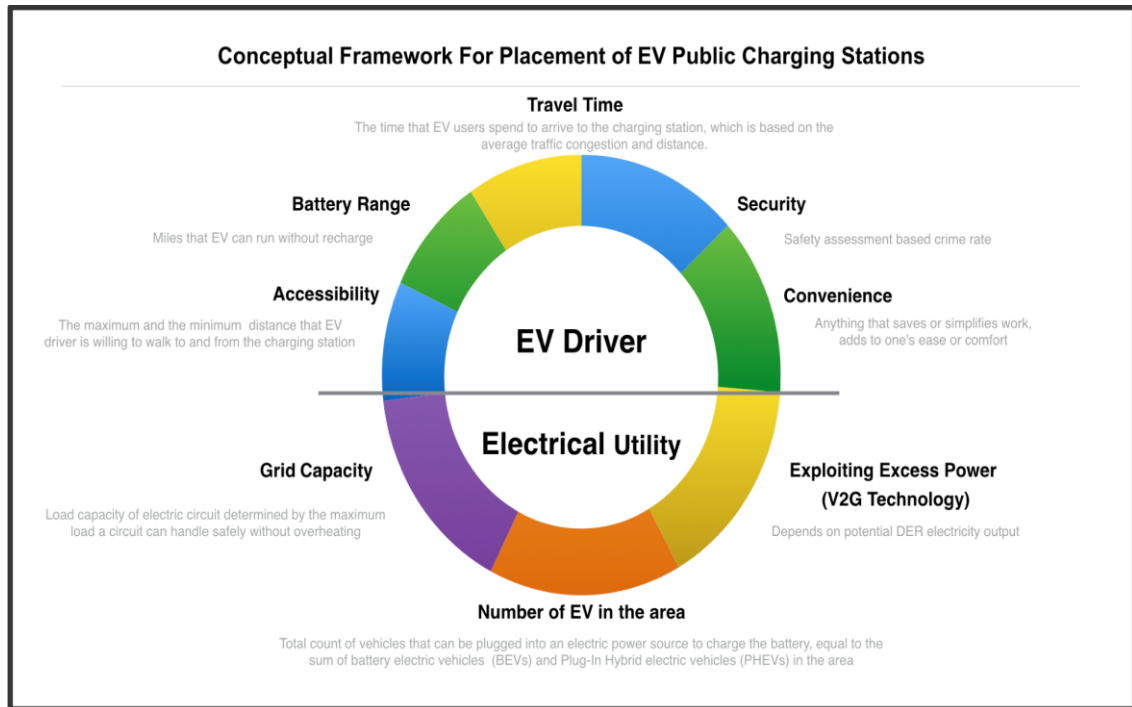 Conceptual Framework For Placement of EV Public Charging Stations
Travel Time
The time that EV users spend to arrive to the charging station, which is based on the
average traffic congestion and distance.
Battery Range
Miles that EV can run without recharge
Security
Safety assessment based crime rate
Accessibility
The maximum and the minimum distance that EV
driver is willing to walk to and from the charging station
Convenience
Anything that saves or simplifies work,
adds to one's ease or comfort
EV Driver
Electrical Utility
Grid Capacity
Load capacity of electric circuit determined by the maximum
load a circuit can handle safely without overheating
Exploiting Excess Power
(V2G Technology)
Depends on potential DER electricity output
Number of EV in the area
Total count of vehicles that can be plugged into an electric power source to charge the battery, equal to the
sum of battery electric vehicles (BEVs) and Plug-In Hybrid electric vehicles (PHEVs) in the area